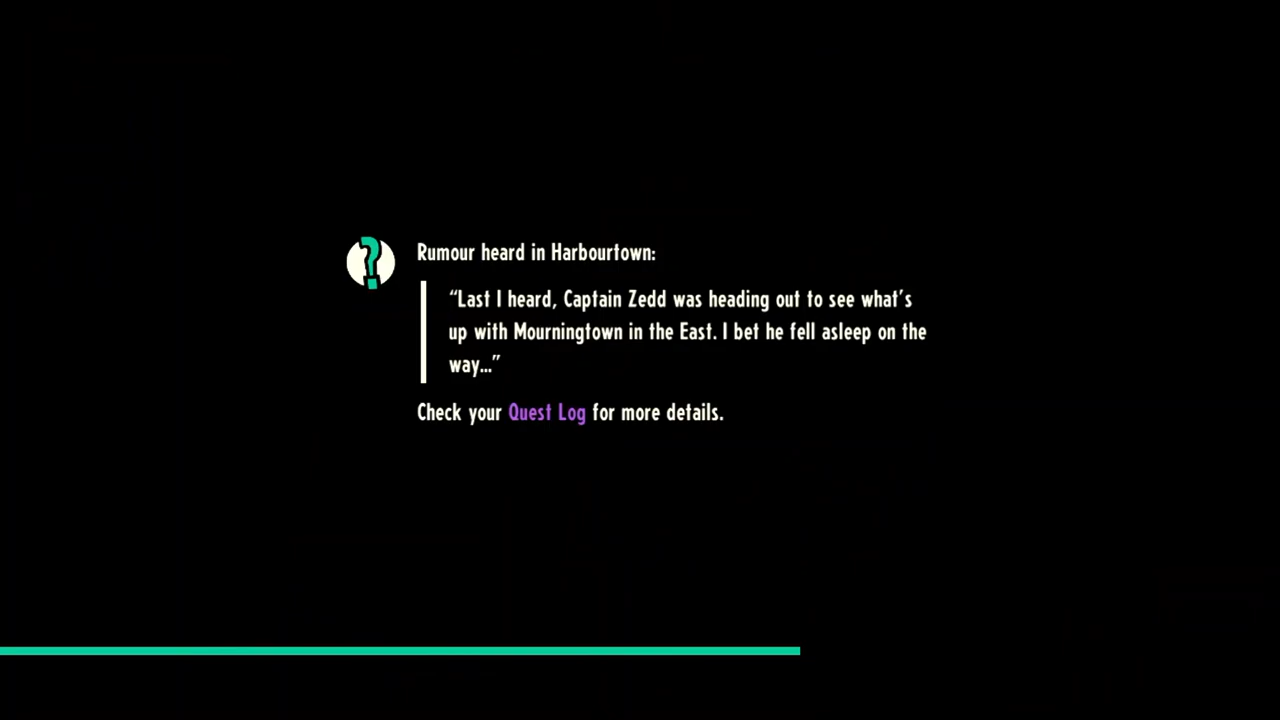 Rumour heard in Harbourtown:
“Last I heard, Captain Zedd was heading out to see what's
up with Mourningtown in the East. I bet he fell asleep on the
way...”
Check your Quest Log for more details.